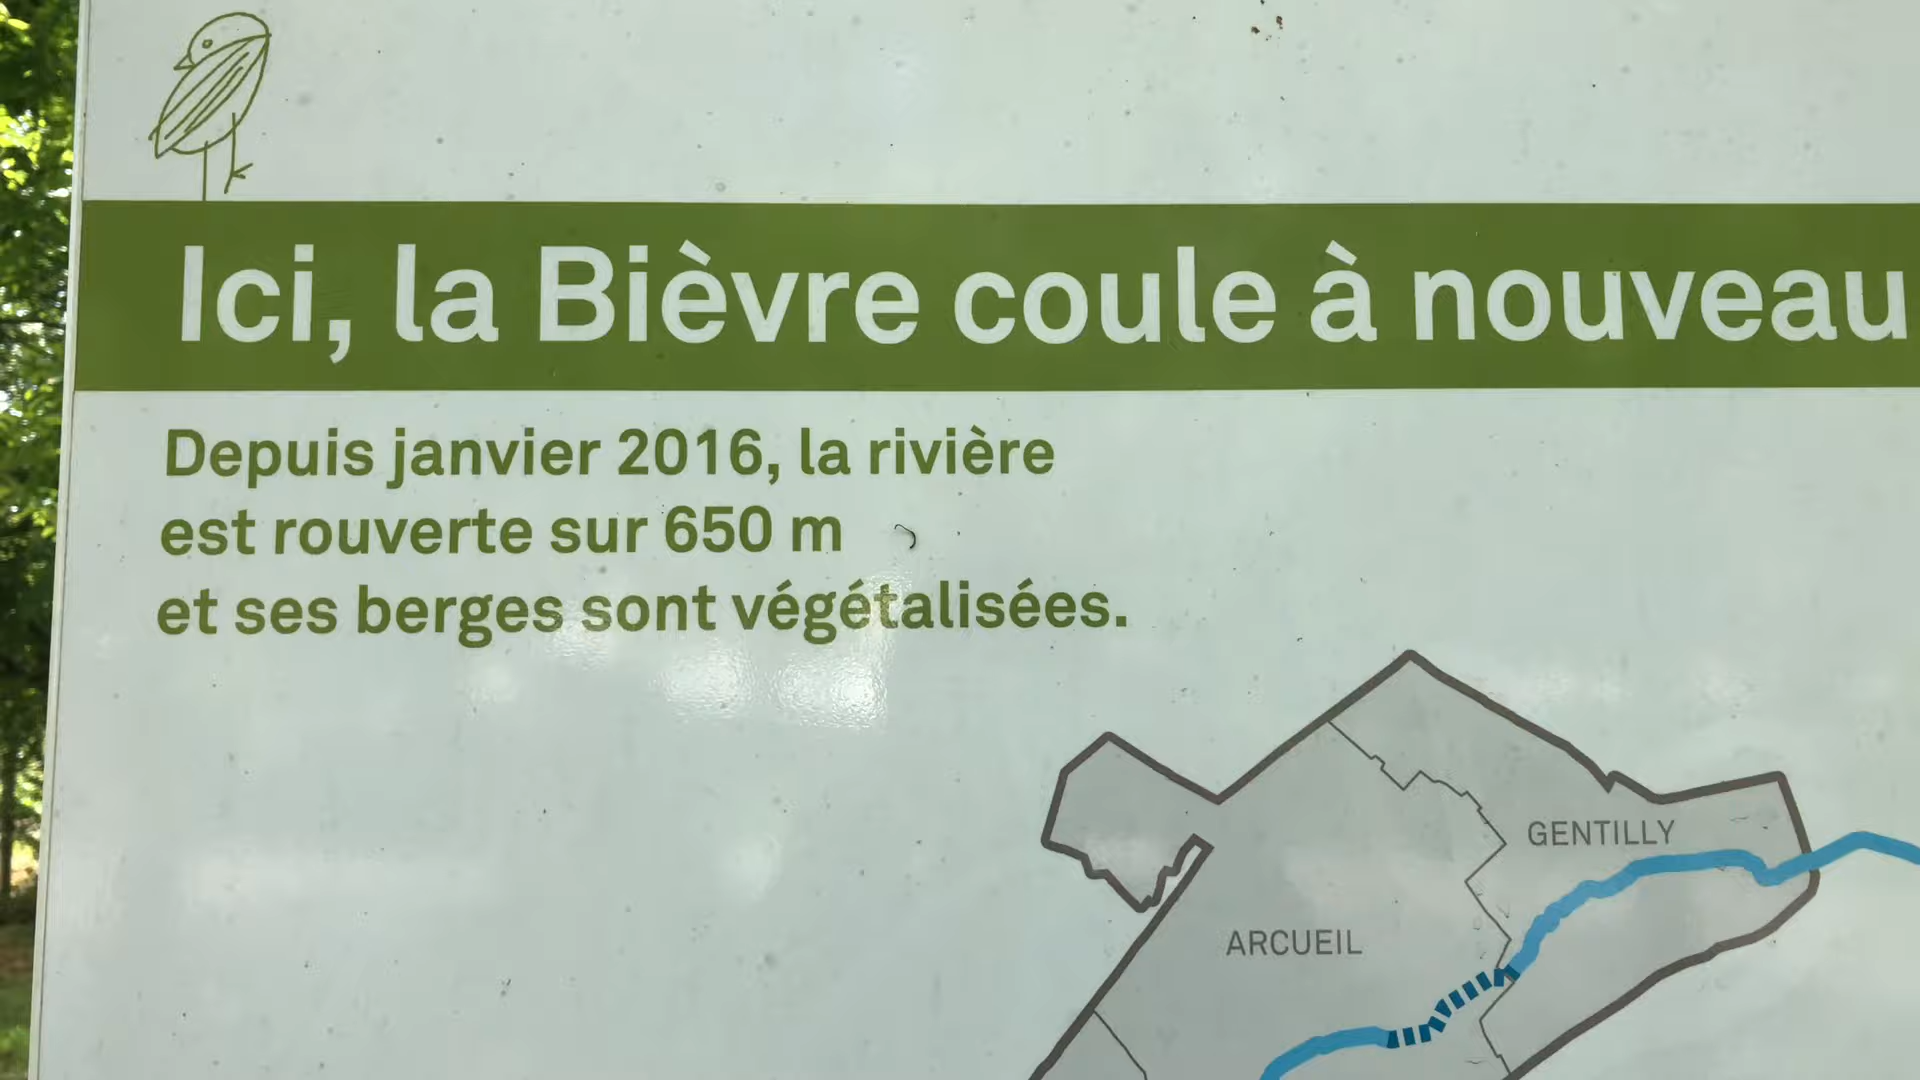 Ici, la Bièvre coule à nouveau
Depuis janvier 2016, la rivière
est rouverte sur 650 m
et ses berges sont végétalisées.
GENTILLY
ARCUEIL